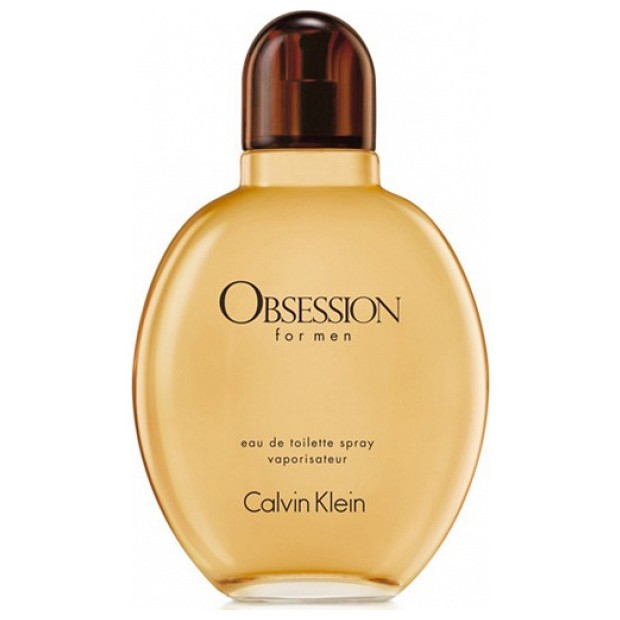 OBSESSION
for men
eau de toilette spray
vaporisateur
Calvin Klein